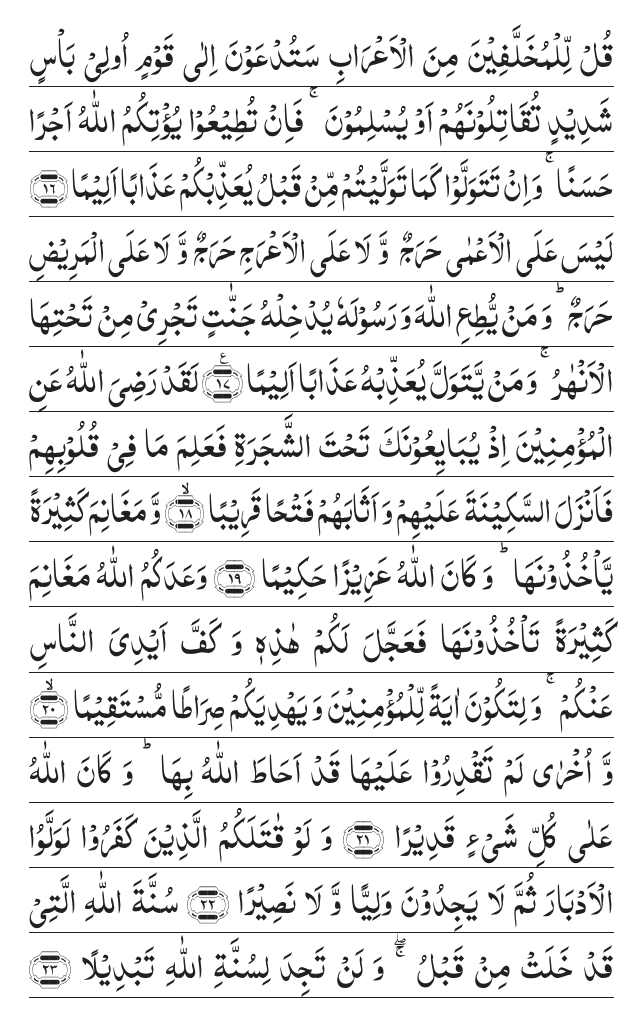 قُلْ لِّلْمُخَلَّفِيْنَ مِنَ الْاَعْرَابِ سَتُدْعَوْنَ اِلٰى قَوْمٍ اُولِيْ بَاْسٍ
شَدِيْدٍ تُقَاتِلُوْنَهُمْ اَوْ يُسْلِمُوْنَ ۚ فَاِنْ تُطِيْعُوْا يُؤْتِكُمُ اللّٰهُ اَجْرًا
حَسَنًا ۚ وَاِنْ تَتَوَلَّوْا كَمَا تَوَلَّيْتُمْ مِّنْ قَبْلُ يُعَذِّبْكُمْ عَذَابًا اَلِيْمًا ١٦
لَيْسَ عَلَى الْاَعْمٰى حَرَجٌ وَّ لَا عَلَى الْاَعْرَجِ حَرَجٌ وَّ لَا عَلَى الْمَرِيْضِ
حَرَجٌ ؕ وَ مَنْ يُّطِعِ اللّٰهَ وَ رَسُوْلَهٗ يُدْخِلْهُ جَنّٰتٍ تَجْرِيْ مِنْ تَحْتِهَا
الْاَنْهٰرُ ۚ وَ مَنْ يَّتَوَلَّ يُعَذِّبْهُ عَذَابًا اَلِيْمًا ١٧ ع لَقَدْ رَضِيَ اللّٰهُ عَنِ
الْمُؤْمِنِيْنَ اِذْ يُبَايِعُوْنَكَ تَحْتَ الشَّجَرَةِ فَعَلِمَ مَا فِيْ قُلُوْبِهِمْ
فَاَنْزَلَ السَّكِيْنَةَ عَلَيْهِمْ وَ اَثَابَهُمْ فَتْحًا قَرِيْبًا ١٨ۙ وَّ مَغَانِمَ كَثِيْرَةً
يَّاْخُذُوْنَهَا ؕ وَ كَانَ اللّٰهُ عَزِيْزًا حَكِيْمًا ١٩ وَعَدَكُمُ اللّٰهُ مَغَانِمَ
كَثِيْرَةً تَاْخُذُوْنَهَا فَعَجَّلَ لَكُمْ هٰذِهٖ وَ كَفَّ اَيْدِيَ النَّاسِ
عَنْكُمْ ۚ وَ لِتَكُوْنَ اٰيَةً لِّلْمُؤْمِنِيْنَ وَ يَهْدِيَكُمْ صِرَاطًا مُّسْتَقِيْمًا ٢٠ۙ
وَّ اُخْرٰى لَمْ تَقْدِرُوْا عَلَيْهَا قَدْ اَحَاطَ اللّٰهُ بِهَا ؕ وَ كَانَ اللّٰهُ
عَلٰى كُلِّ شَيْءٍ قَدِيْرًا ٢١ وَ لَوْ قٰتَلَكُمُ الَّذِيْنَ كَفَرُوْا لَوَلَّوُا
الْاَدْبَارَ ثُمَّ لَا يَجِدُوْنَ وَلِيًّا وَّ لَا نَصِيْرًا ٢٢ سُنَّةَ اللّٰهِ الَّتِيْ
قَدْ خَلَتْ مِنْ قَبْلُ ۖۚ وَ لَنْ تَجِدَ لِسُنَّةِ اللّٰهِ تَبْدِيْلًا ٢٣